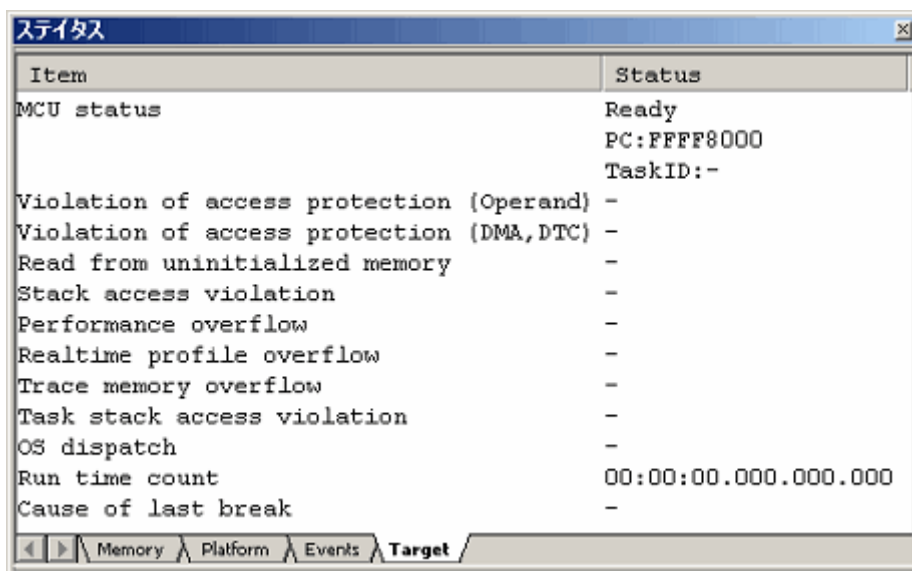 ステイタス
Item Status
MCU status Ready
PC:FFFF8000
TaskID:-
Violation of access protection (Operand) -
Violation of access protection (DMA,DTC) -
Read from uninitialized memory -
Stack access violation -
Performance overflow -
Realtime profile overflow -
Trace memory overflow -
Task stack access violation -
OS dispatch -
Run time count 00:00:00.000.000.000
Cause of last break -
Memory Platform Events Target